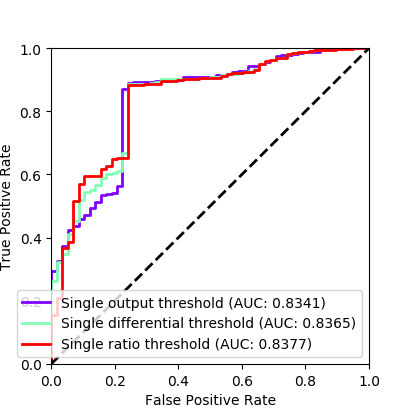 1.0
0.8
0.6
0.4
0.2
0.0
True Positive Rate
Single output threshold (AUC: 0.8341)
Single differential threshold (AUC: 0.8365)
Single ratio threshold (AUC: 0.8377)
0.0 0.2 0.4 0.6 0.8 1.0
False Positive Rate